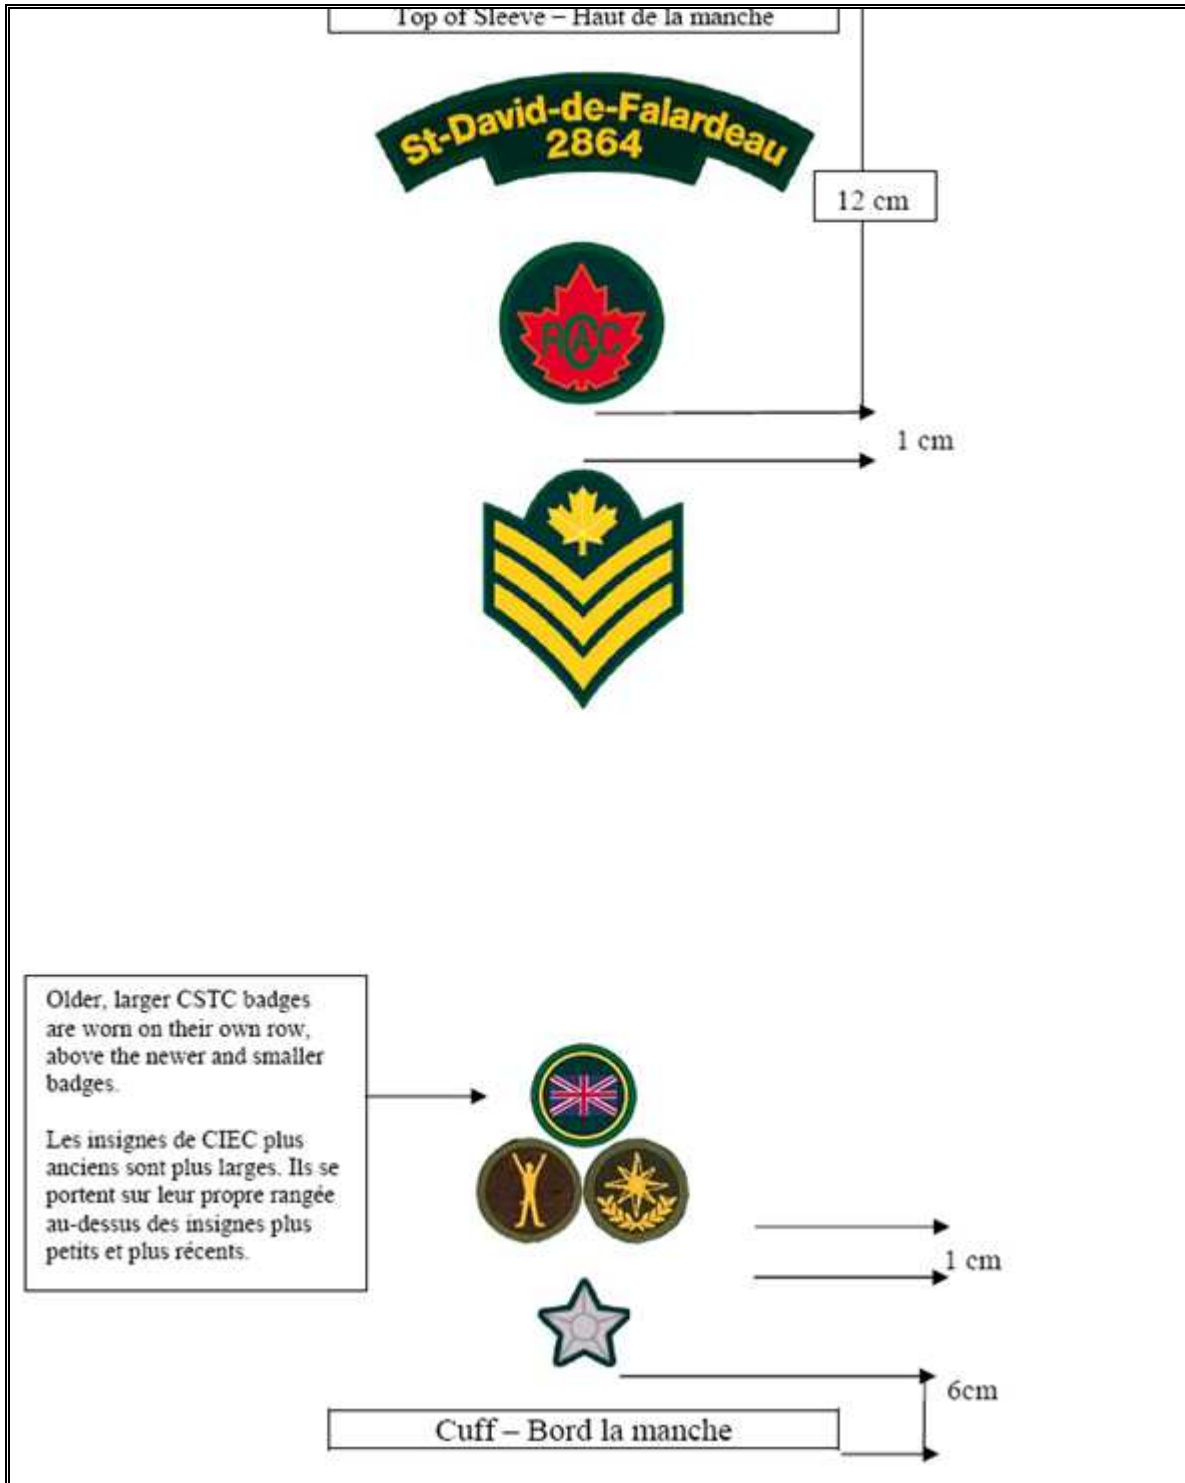 Top of Sleeve – Haut de la manche
St-David-de-Falardeau
2864
12 cm
RAC
1 cm
Older, larger CSTC badges
are worn on their own row,
above the newer and smaller
badges.
Les insignes de CIEC plus
anciens sont plus larges. Ils se
portent sur leur propre rangée
au-dessus des insignes plus
petits et plus récents.
1 cm
6cm
Cuff – Bord la manche